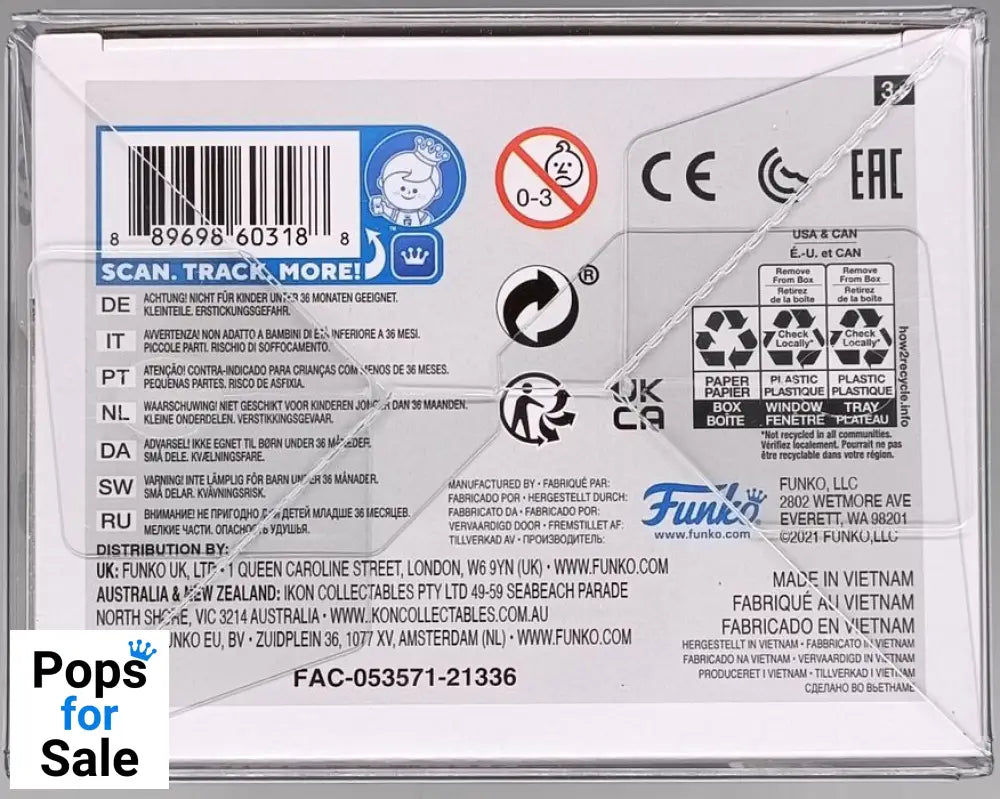 3+
8 89698 60318 8
SCAN. TRACK. MORE!
™
0-3
CE
EAC
®
DE ACHTUNG! NICHT FÜR KINDER UNTER 36 MONATEN GEEIGNET.
KLEINTEILE. ERSTICKUNGSGEFAHR.
IT AVVERTENZA! NON ADATTO A BAMBINI DI ETÀ INFERIORE A 36 MESI.
PICCOLE PARTI. RISCHIO DI SOFFOCAMENTO.
PT ATENÇÃO! CONTRA-INDICADO PARA CRIANÇAS COM MENOS DE 36 MESES.
PEQUENAS PARTES. RISCO DE ASFIXIA.
NL WAARSCHUWING! NIET GESCHIKT VOOR KINDEREN JONGER DAN 36 MAANDEN.
KLEINE ONDERDELEN. VERSTIKKINGSGEVAAR.
DA ADVARSEL! IKKE EGNET TIL BØRN UNDER 36 MÅNEDER.
SMÅ DELE. KVÆLNINGSFARE.
SW VARNING! INTE LÄMPLIG FÖR BARN UNDER 36 MÅNADER.
SMÅ DELAR. KVÄVNINGSRISK.
RU ВНИМАНИЕ! НЕ ПРИГОДНО ДЛЯ ДЕТЕЙ МЛАДШЕ 36 МЕСЯЦЕВ.
МЕЛКИЕ ЧАСТИ. ОПАСНОСТЬ УДУШЬЯ.
UK
CA
USA & CAN
É.-U. et CAN
Remove From Box Retirez de la boîte
Remove From Box Retirez de la boîte
Check Locally*
Check Locally*
PAPER PAPIER BOX BOÎTE
PLASTIC PLASTIQUE WINDOW FENÊTRE
PLASTIC PLASTIQUE TRAY PLATEAU
how2recycle.info
*Not recycled in all communities.
Vérifiez localement. Pourrait ne pas
être recyclable dans votre région.
MANUFACTURED BY • FABRIQUÉ PAR:
FABRICADO POR • HERGESTELLT DURCH:
FABBRICATO DA • FABRICADO POR:
VERVAARDIGD DOOR • FREMSTILLET AF:
TILLVERKAD AV • ПРОИЗВОДИТЕЛЬ:
Funko
www.funko.com
FUNKO, LLC
2802 WETMORE AVE
EVERETT, WA 98201
©2021 FUNKO,LLC
DISTRIBUTION BY:
UK: FUNKO UK, LTD • 1 QUEEN CAROLINE STREET, LONDON, W6 9YN (UK) • WWW.FUNKO.COM
AUSTRALIA & NEW ZEALAND: IKON COLLECTABLES PTY LTD 49-59 SEABEACH PARADE
NORTH SHORE, VIC 3214 AUSTRALIA • WWW.IKONCOLLECTABLES.COM.AU
FUNKO EU, BV • ZUIDPLEIN 36, 1077 XV, AMSTERDAM (NL) • WWW.FUNKO.COM
FAC-053571-21336
MADE IN VIETNAM
FABRIQUÉ AU VIETNAM
FABRICADO EN VIETNAM
HERGESTELLT IN VIETNAM • FABBRICATO IN VIETNAM
FABRICADO NA VIETNAM • VERVAARDIGD IN VIETNAM
PRODUCERET I VIETNAM • TILLVERKAD I VIETNAM
СДЕЛАНО ВО ВЬЕТНАМЕ
Pops
for
Sale